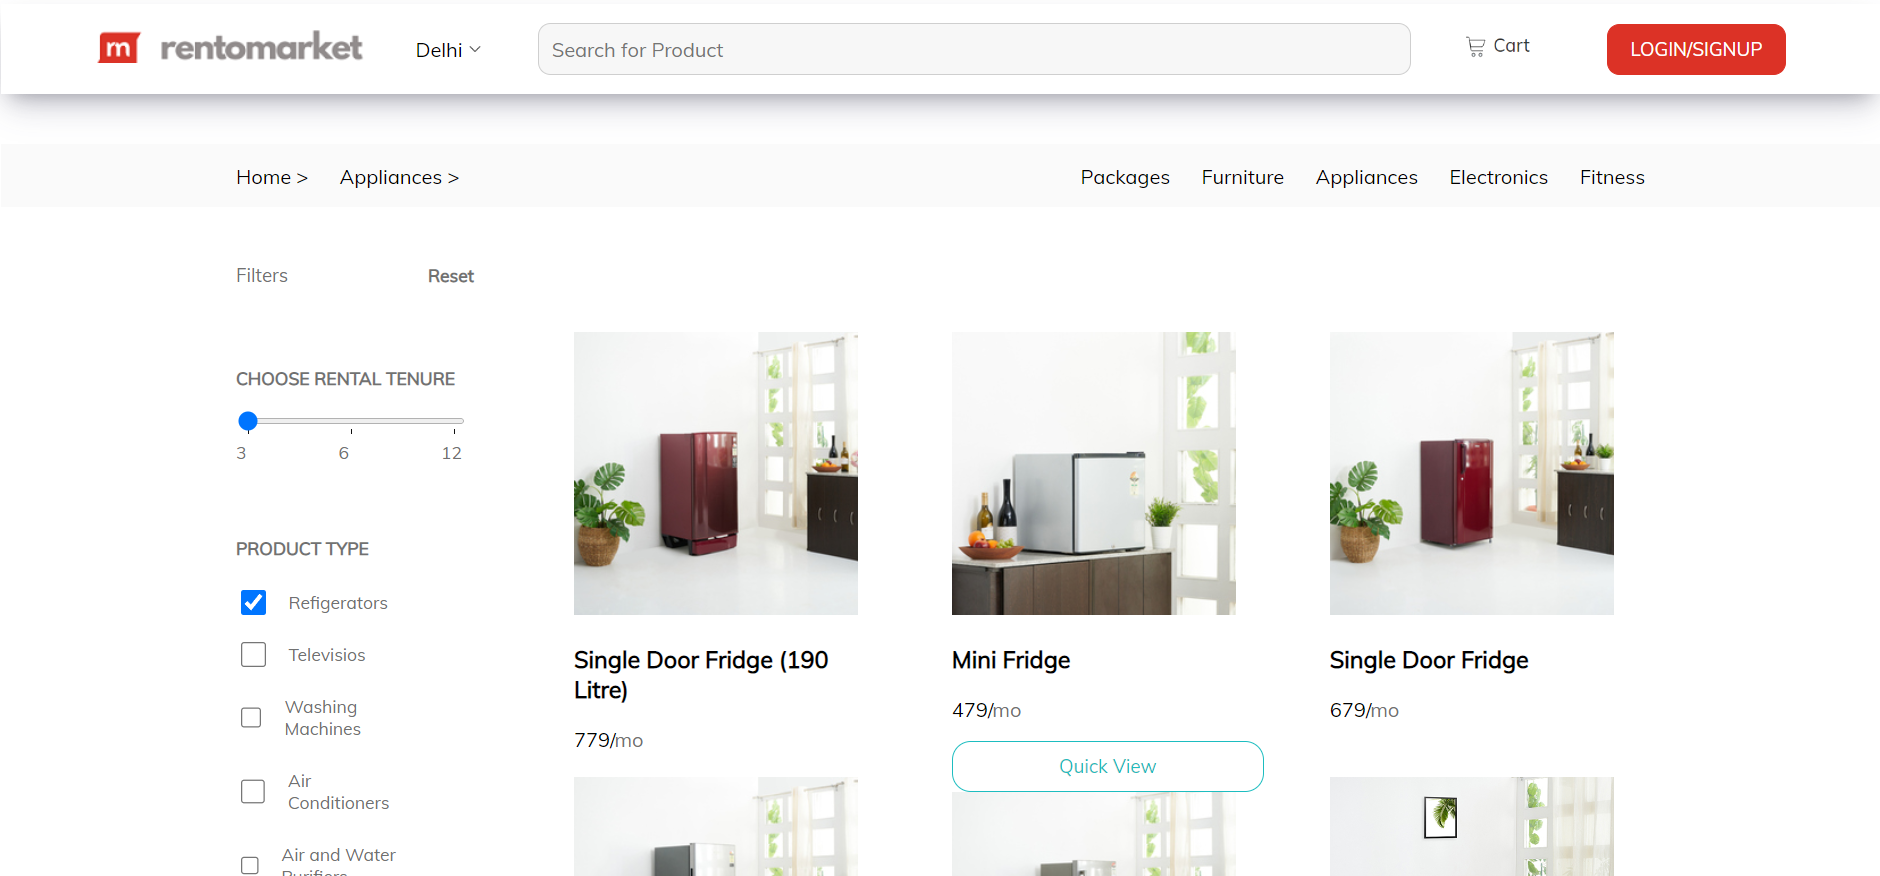 m rentomarket
Delhi
Search for Product
Cart
LOGIN/SIGNUP
Home >
Appliances >
Packages
Furniture
Appliances
Electronics
Fitness
Filters
Reset
CHOOSE RENTAL TENURE
3
6
12
PRODUCT TYPE
Refigerators
Televisios
Washing
Machines
Air
Conditioners
Air and Water
Purifiers
Single Door Fridge (190
Litre)
779/mo
Mini Fridge
479/mo
Quick View
Single Door Fridge
679/mo